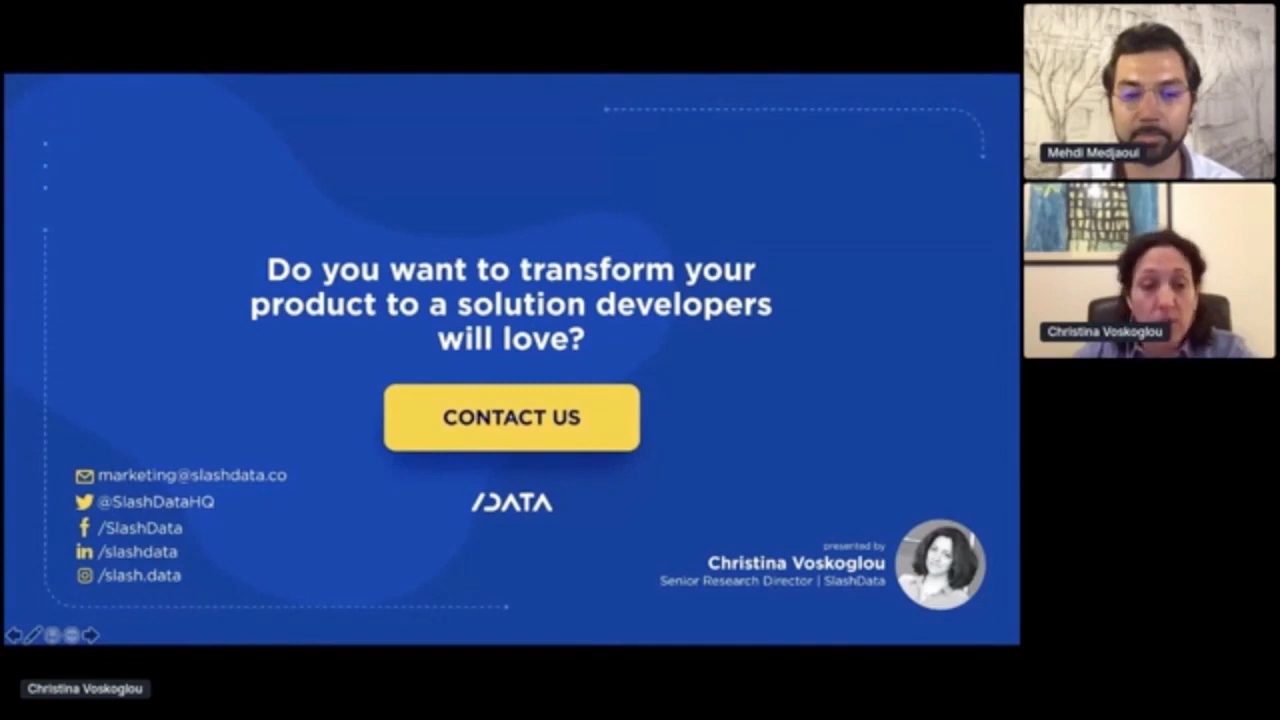 Do you want to transform your
product to a solution developers
will love?
CONTACT US
marketing@slashdata.co
@SlashDataHQ
/SlashData
/slashdata
/slash.data
/DATA
presented by
Christina Voskoglou
Senior Research Director | SlashData
Mehdi Medjaoui
Christina Voskoglou
Christina Voskoglou